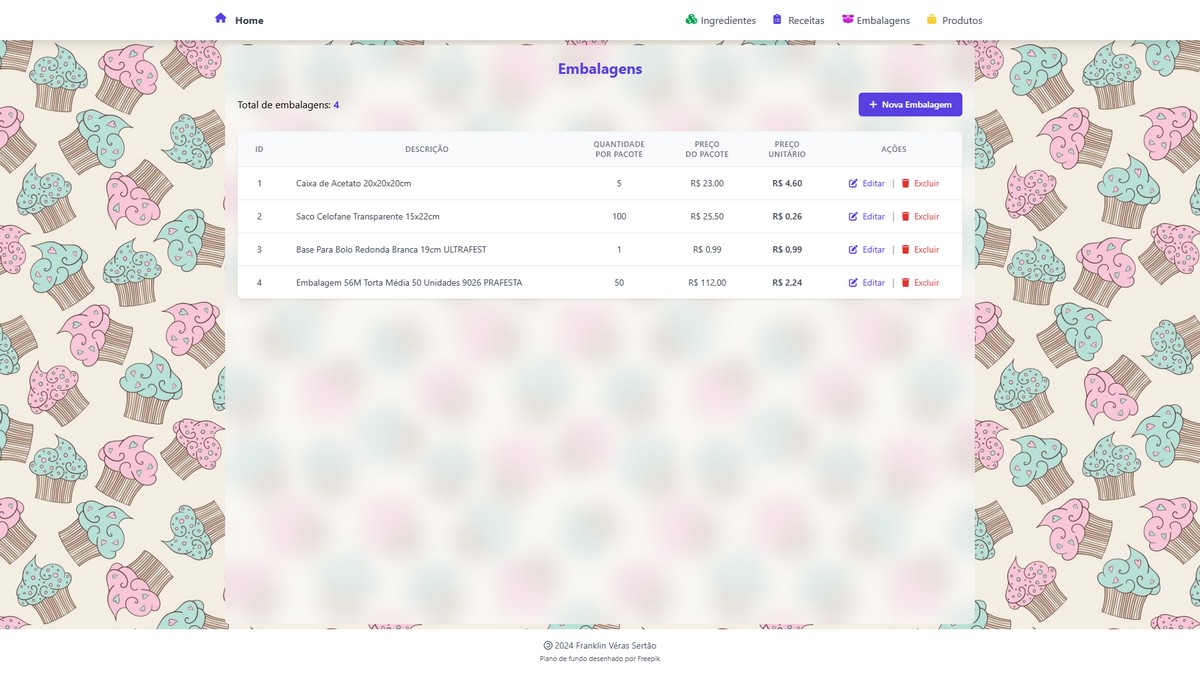 Home Ingredientes Receitas Embalagens Produtos
Embalagens
Total de embalagens: 4
+ Nova Embalagem
ID DESCRIÇÃO QUANTIDADE POR PACOTE PREÇO DO PACOTE PREÇO UNITÁRIO AÇÕES
1 Caixa de Acetato 20x20x20cm 5 R$ 23,00 R$ 4,60 Editar | Excluir
2 Saco Celofane Transparente 15x22cm 100 R$ 25,50 R$ 0,26 Editar | Excluir
3 Base Para Bolo Redonda Branca 19cm ULTRAFEST 1 R$ 0,99 R$ 0,99 Editar | Excluir
4 Embalagem 56M Torta Média 50 Unidades 9026 PRAFESTA 50 R$ 112,00 R$ 2,24 Editar | Excluir
2024 Franklin Véras Sertão
Plano de fundo desenhado por Freepik